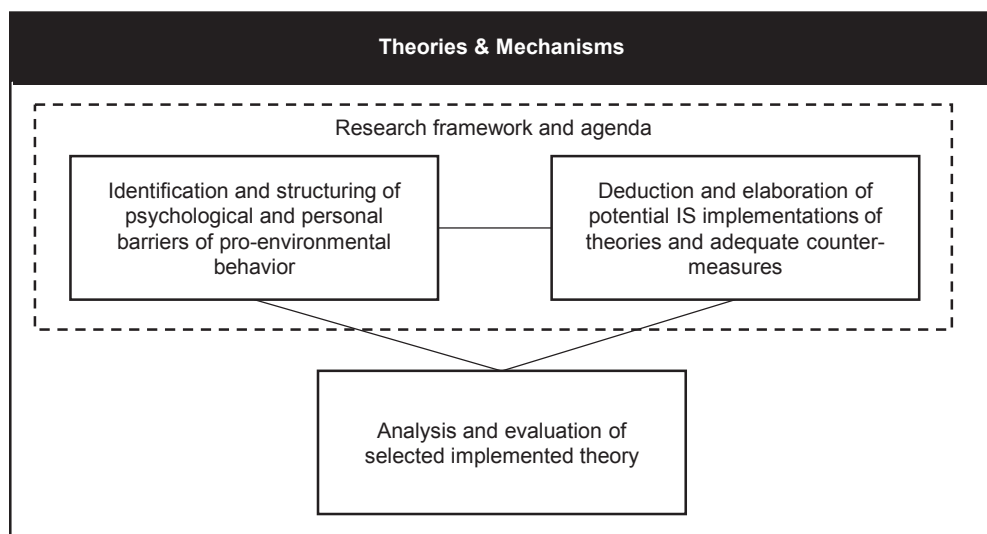 Theories & Mechanisms
Research framework and agenda
Identification and structuring of
psychological and personal
barriers of pro-environmental
behavior
Deduction and elaboration of
potential IS implementations of
theories and adequate counter-
measures
Analysis and evaluation of
selected implemented theory